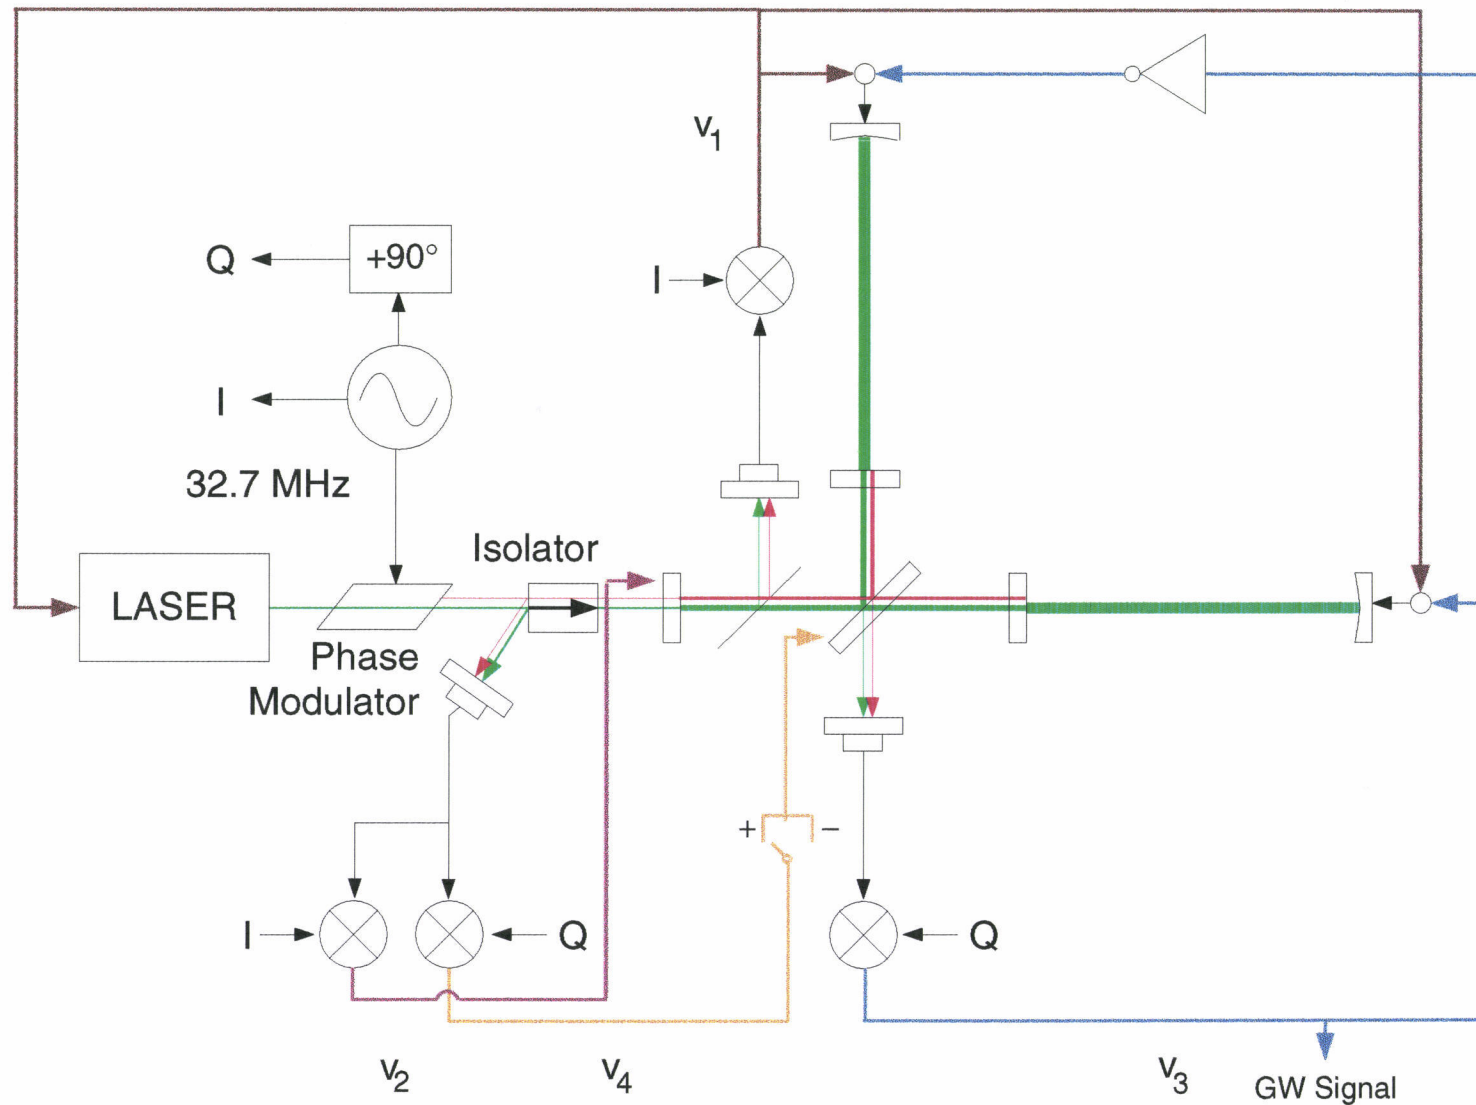 V1
Q
+90°
I
I
32.7 MHz
Isolator
LASER
Phase
Modulator
+
−
I
Q
Q
V2
V4
V3
GW Signal